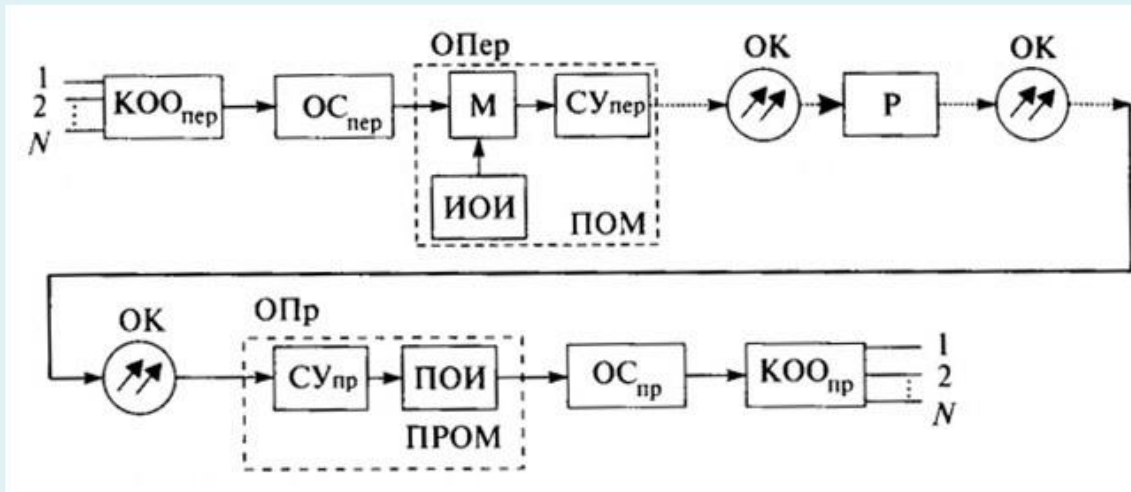 ОПер
ОК
ОК
1
2
N
КООпер
ОСпер
М
СУпер
Р
ИОИ
ПОМ
ОК
ОПр
СУпр
ПОИ
ПРОМ
ОСпр
КООпр
1
2
N